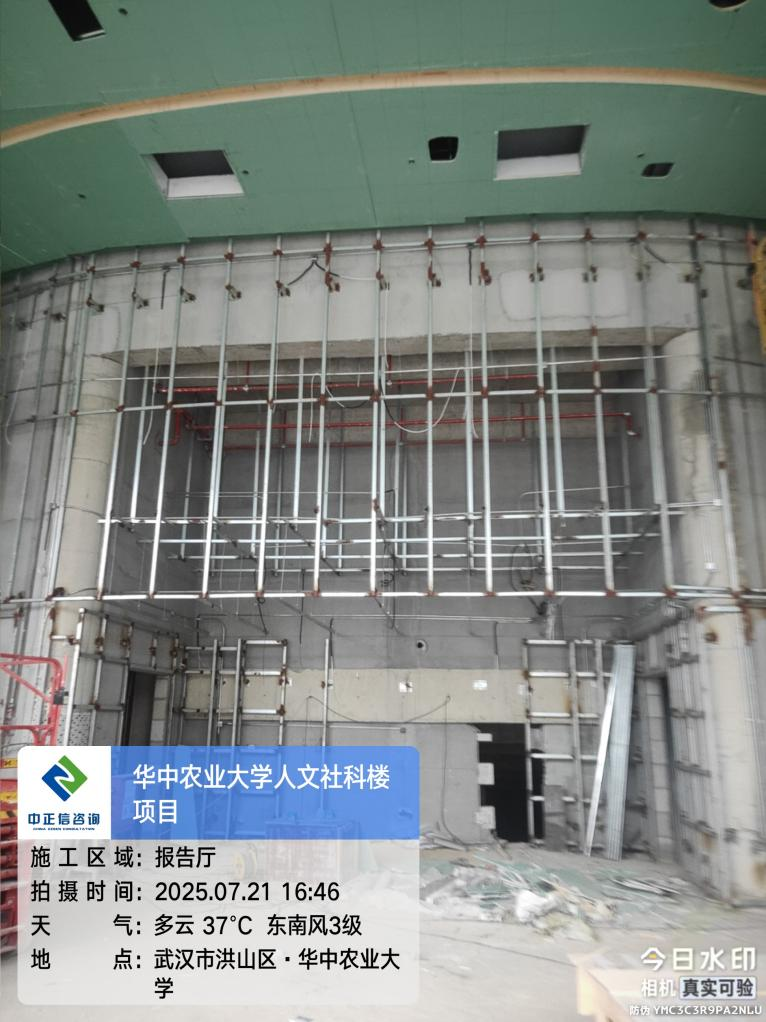 中正信咨询
华中农业大学人文社科楼
项目
施工区域：报告厅
拍摄时间：2025.07.21 16:46
天气：多云 37℃ 东南风3级
地点：武汉市洪山区·华中农业大
学
今日水印
相机 真实可验
防伪 YMC3C3R9PA2NLU